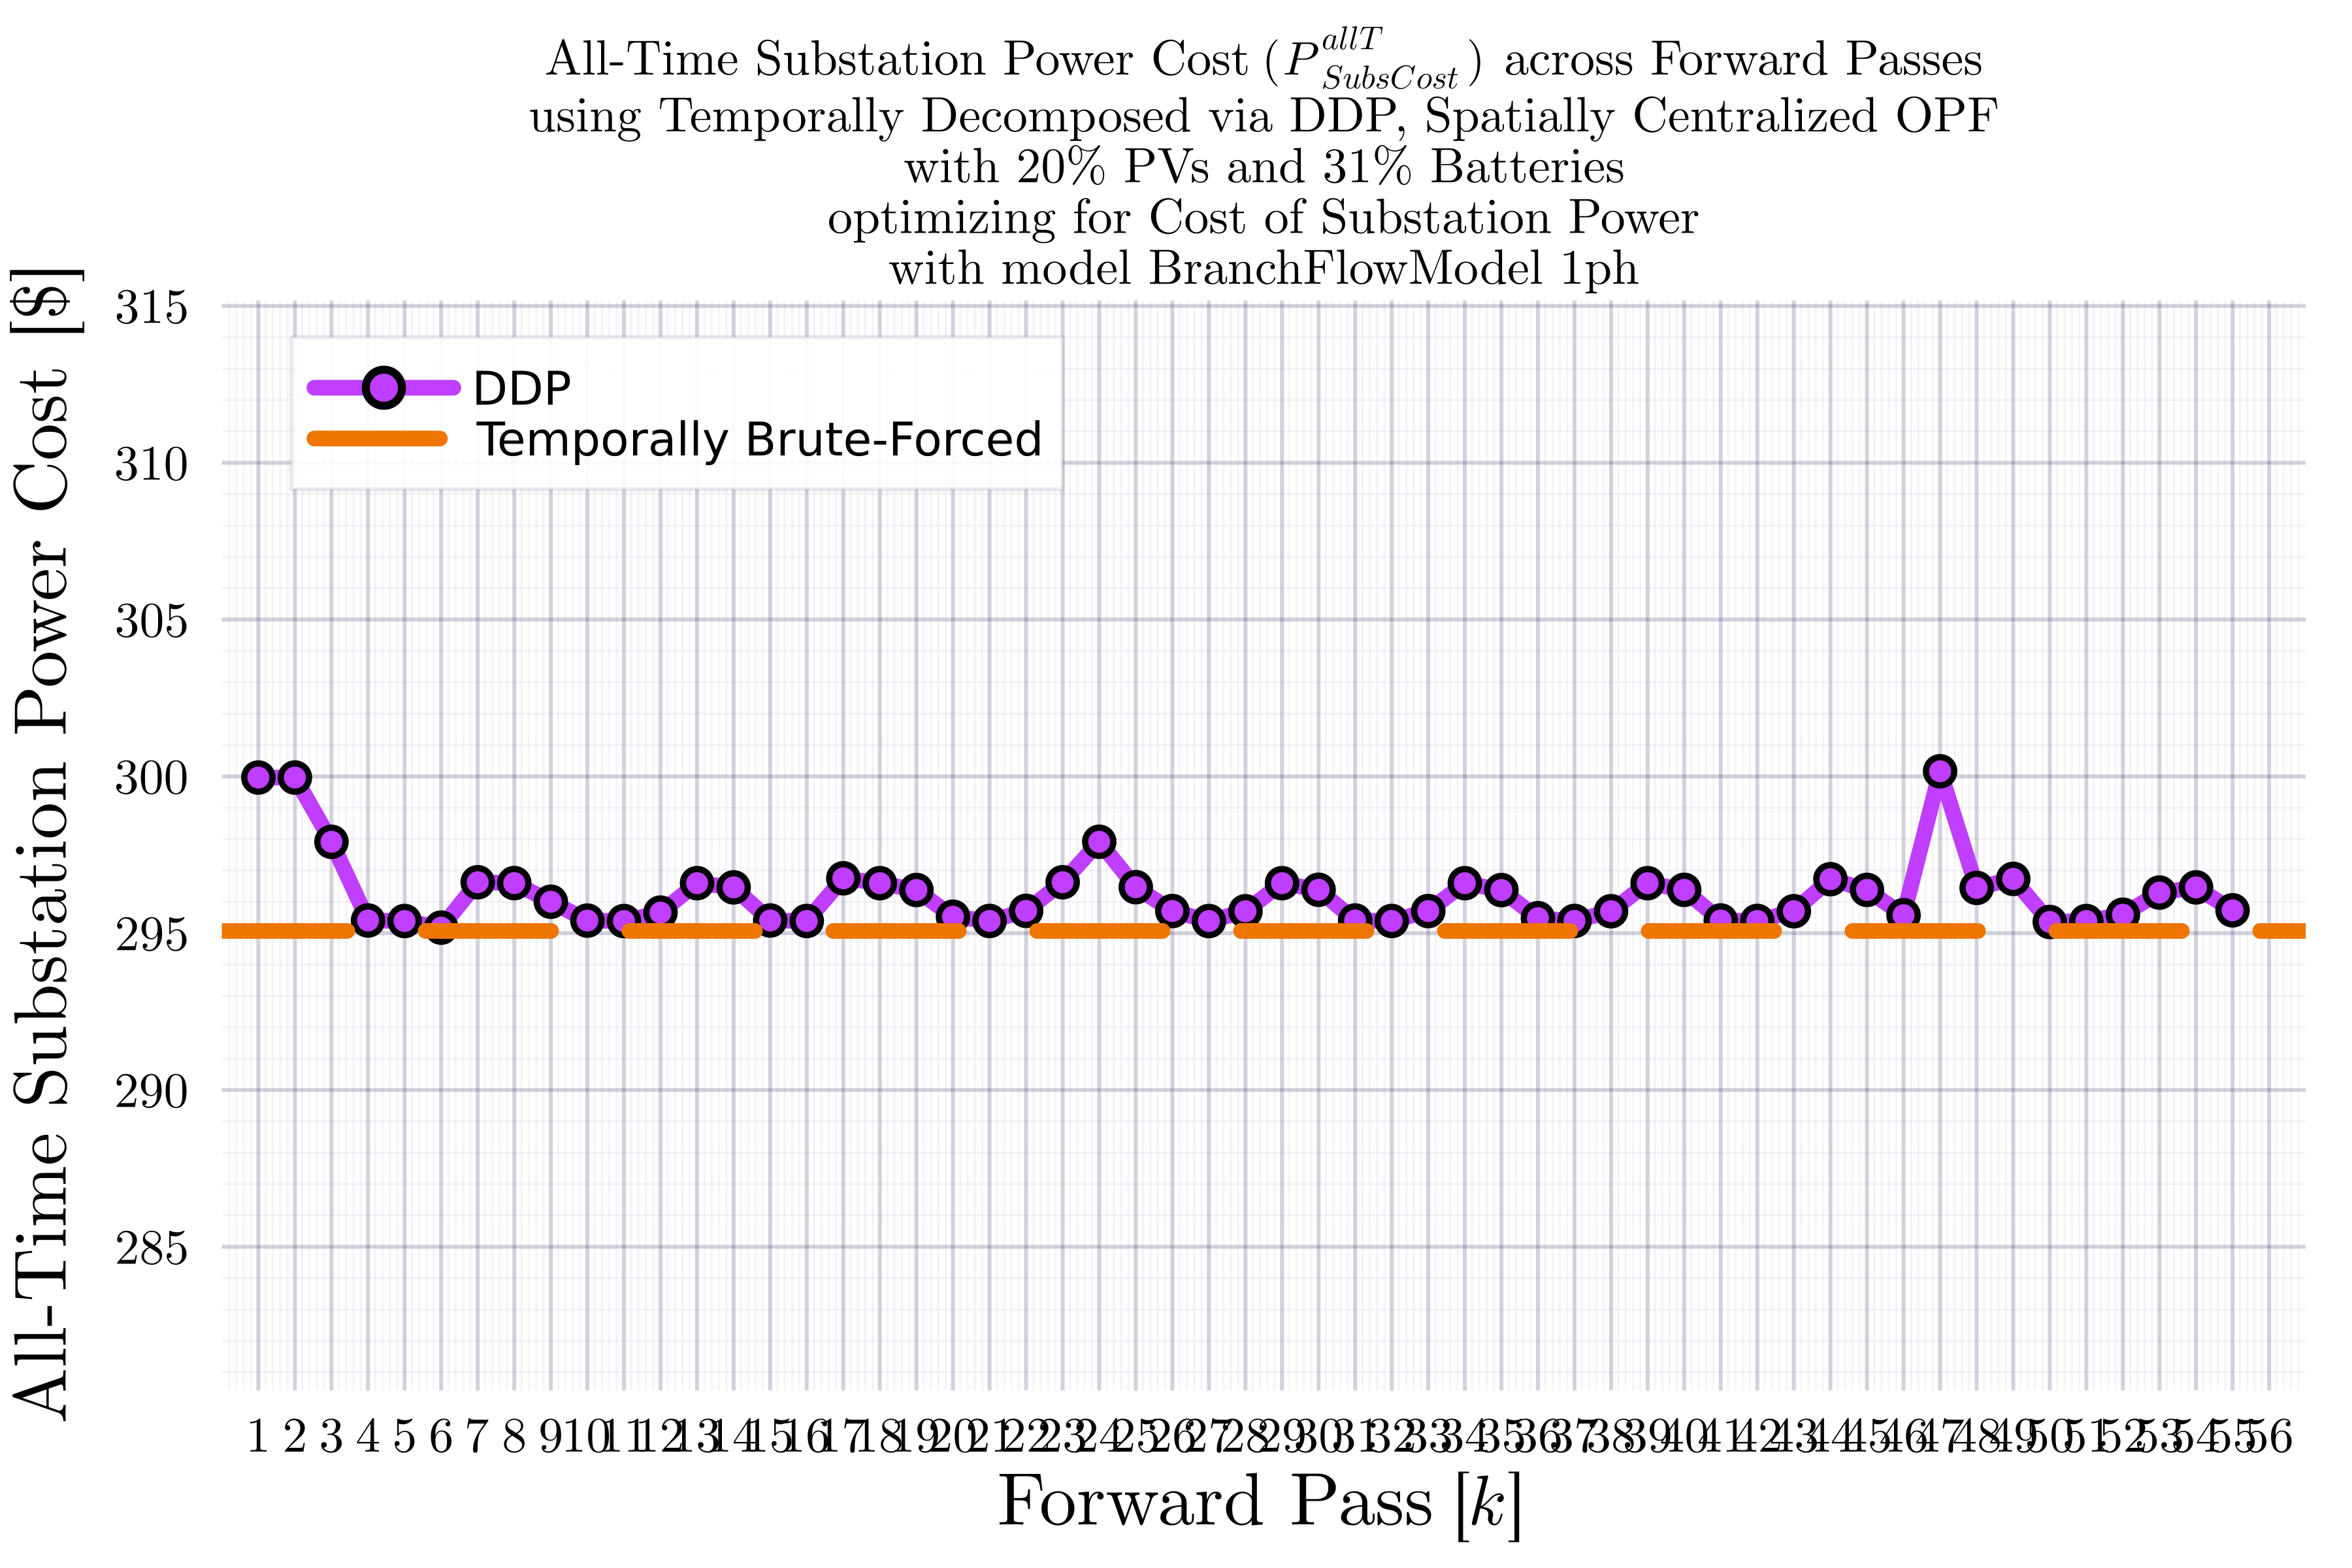 All-Time Substation Power Cost (P^{allT}_{SubsCost}) across Forward Passes
using Temporally Decomposed via DDP, Spatially Centralized OPF
with 20% PVs and 31% Batteries
optimizing for Cost of Substation Power
with model BranchFlowModel 1ph
All-Time Substation Power Cost [$]
315
310
305
300
295
290
285
DDP
Temporally Brute-Forced
1 2 3 4 5 6 7 8 9 10 11 12 13 14 15 16 17 18 19 20 21 22 23 24 25 26 27 28 29 30 31 32 33 34 35 36 37 38 39 40 41 42 43 44 45 46 47 48 49 50 51 52 53 54 55 56
Forward Pass [k]